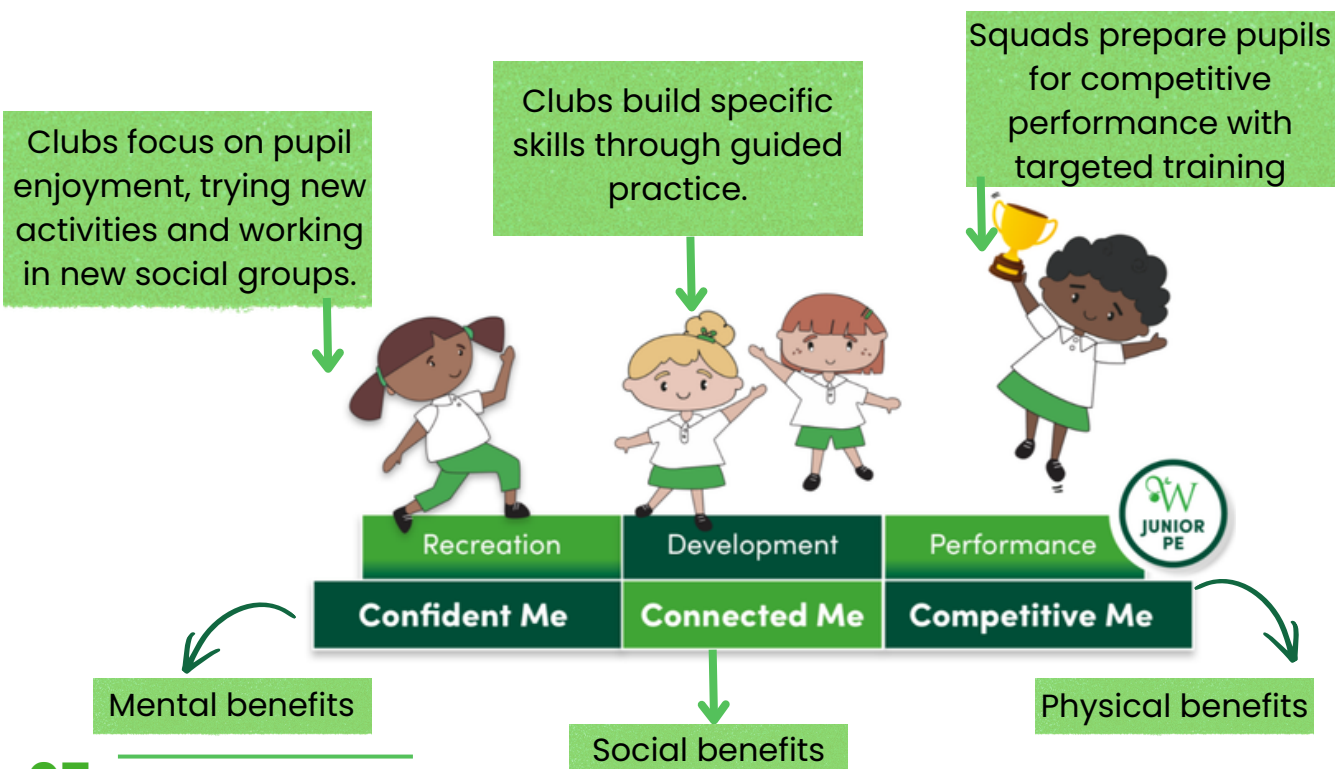 Squads prepare pupils
for competitive
performance with
targeted training
Clubs build specific
skills through guided
practice.
Clubs focus on pupil
enjoyment, trying new
activities and working
in new social groups.
W
JUNIOR
PE
Recreation
Development
Performance
Confident Me
Connected Me
Competitive Me
Mental benefits
Physical benefits
Social benefits